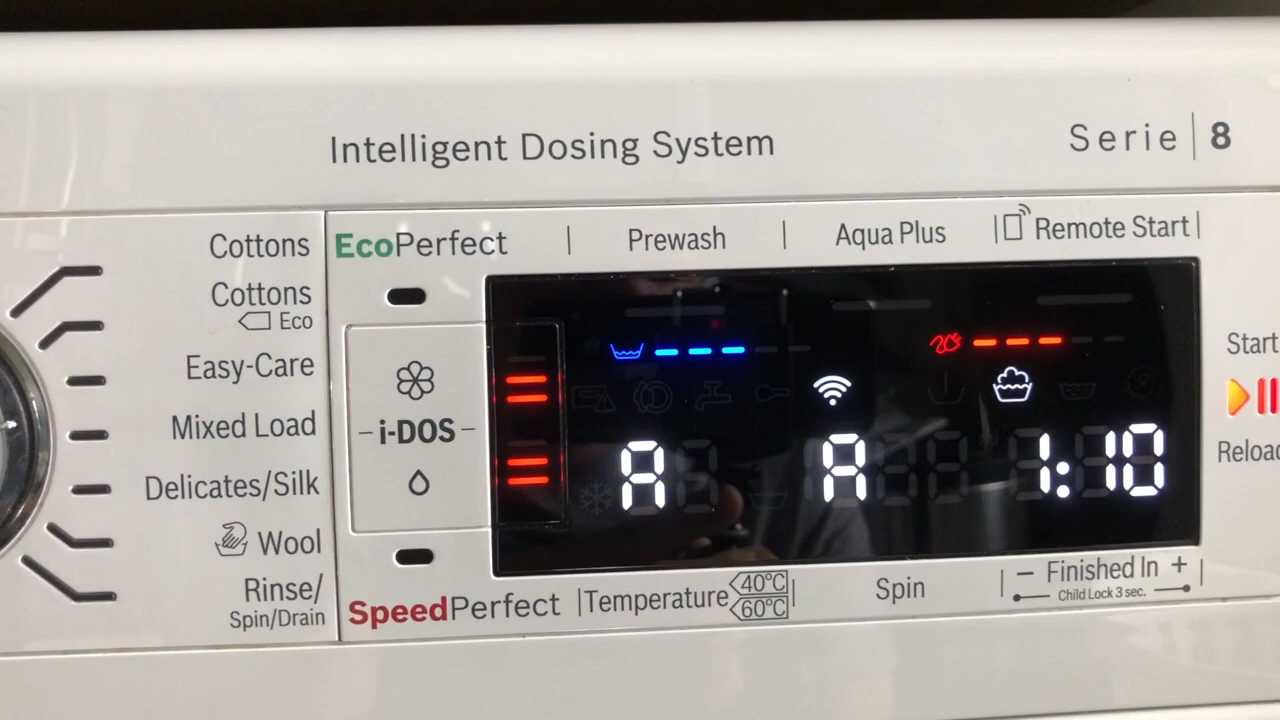 Intelligent Dosing System
Serie | 8
Cottons
Cottons
Eco
Easy-Care
Mixed Load
Delicates/Silk
Wool
Rinse/
Spin/Drain
EcoPerfect
Prewash
Aqua Plus
Remote Start
i-DOS
A
A
1:10
SpeedPerfect
Temperature
40°C
60°C
Spin
− Finished In +
Child Lock 3 sec.
Start